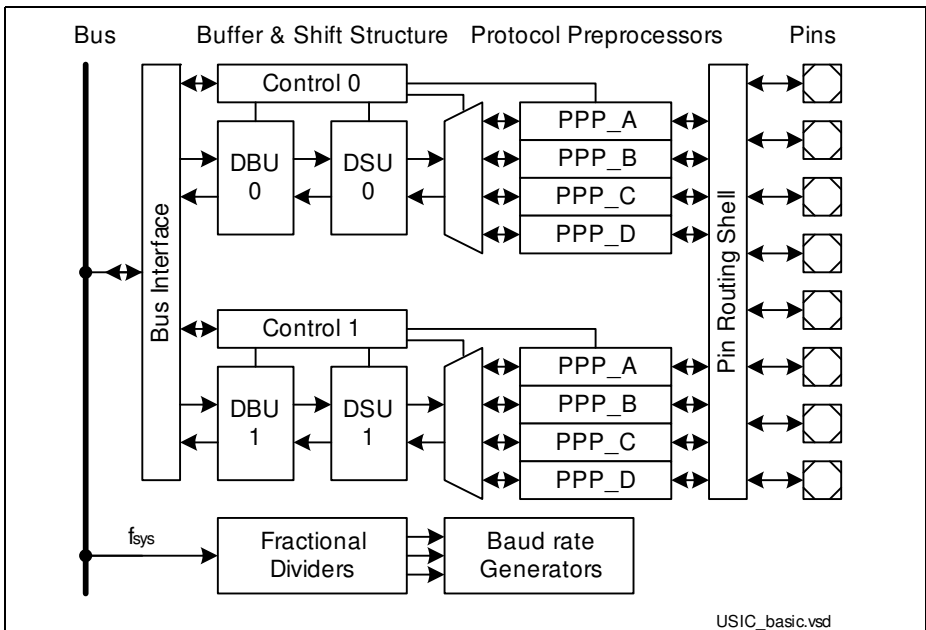 Bus
Buffer & Shift Structure
Protocol Preprocessors
Pins
Bus Interface
Control 0
DBU
0
DSU
0
PPP_A
PPP_B
PPP_C
PPP_D
Pin Routing Shell
Control 1
DBU
1
DSU
1
PPP_A
PPP_B
PPP_C
PPP_D
fsys
Fractional
Dividers
Baud rate
Generators
USIC_basic.vsd